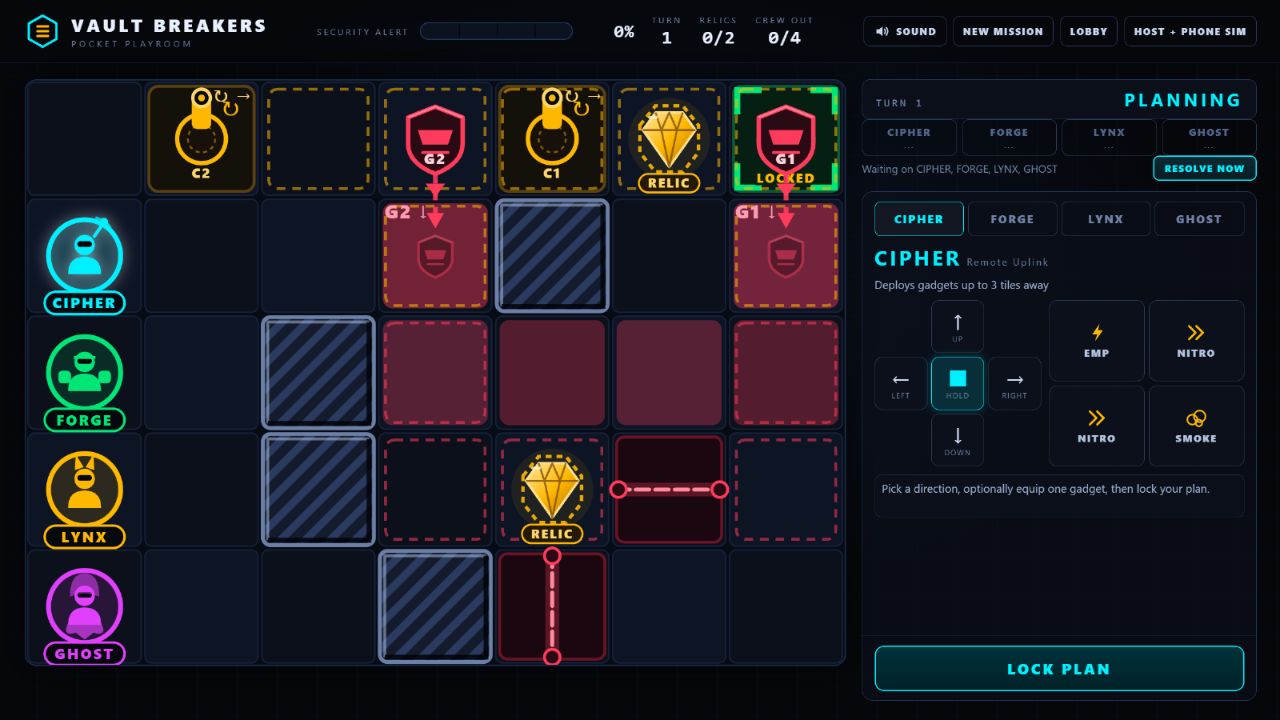 VAULT BREAKERS
POCKET PLAYROOM
SECURITY ALERT
0%
TURN
1
RELICS
0/2
CREW OUT
0/4
SOUND
NEW MISSION
LOBBY
HOST + PHONE SIM
C2
G2
C1
RELIC
G1
LOCKED
CIPHER
G2 ↓
G1 ↓
FORGE
LYNX
RELIC
GHOST
TURN 1
PLANNING
CIPHER
...
FORGE
...
LYNX
...
GHOST
...
Waiting on CIPHER, FORGE, LYNX, GHOST
RESOLVE NOW
CIPHER
FORGE
LYNX
GHOST
CIPHER Remote Uplink
Deploys gadgets up to 3 tiles away
↑
UP
←
LEFT
HOLD
→
RIGHT
↓
DOWN
EMP
NITRO
NITRO
SMOKE
Pick a direction, optionally equip one gadget, then lock your plan.
LOCK PLAN